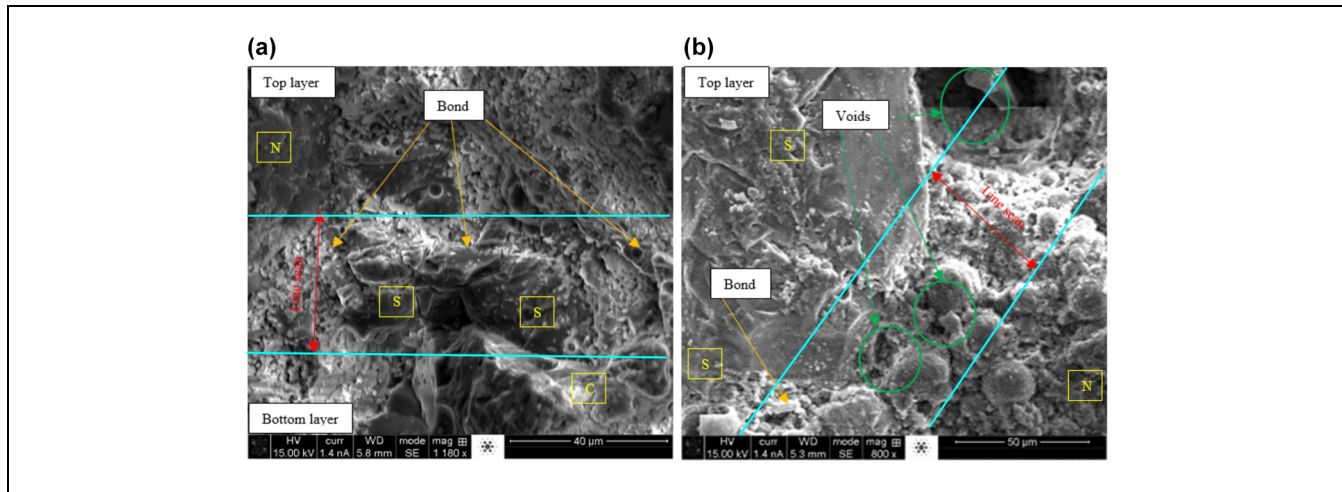 (a)
Top layer
Bond
N
Line scan
S
S
C
Bottom layer
HV curr WD mode mag
15.00 kV 1.4 nA 5.8 mm SE 1 180 x
40 µm
(b)
Top layer
Voids
S
Line scan
Bond
S
N
HV curr WD mode mag
15.00 kV 1.4 nA 5.3 mm SE 800 x
50 µm